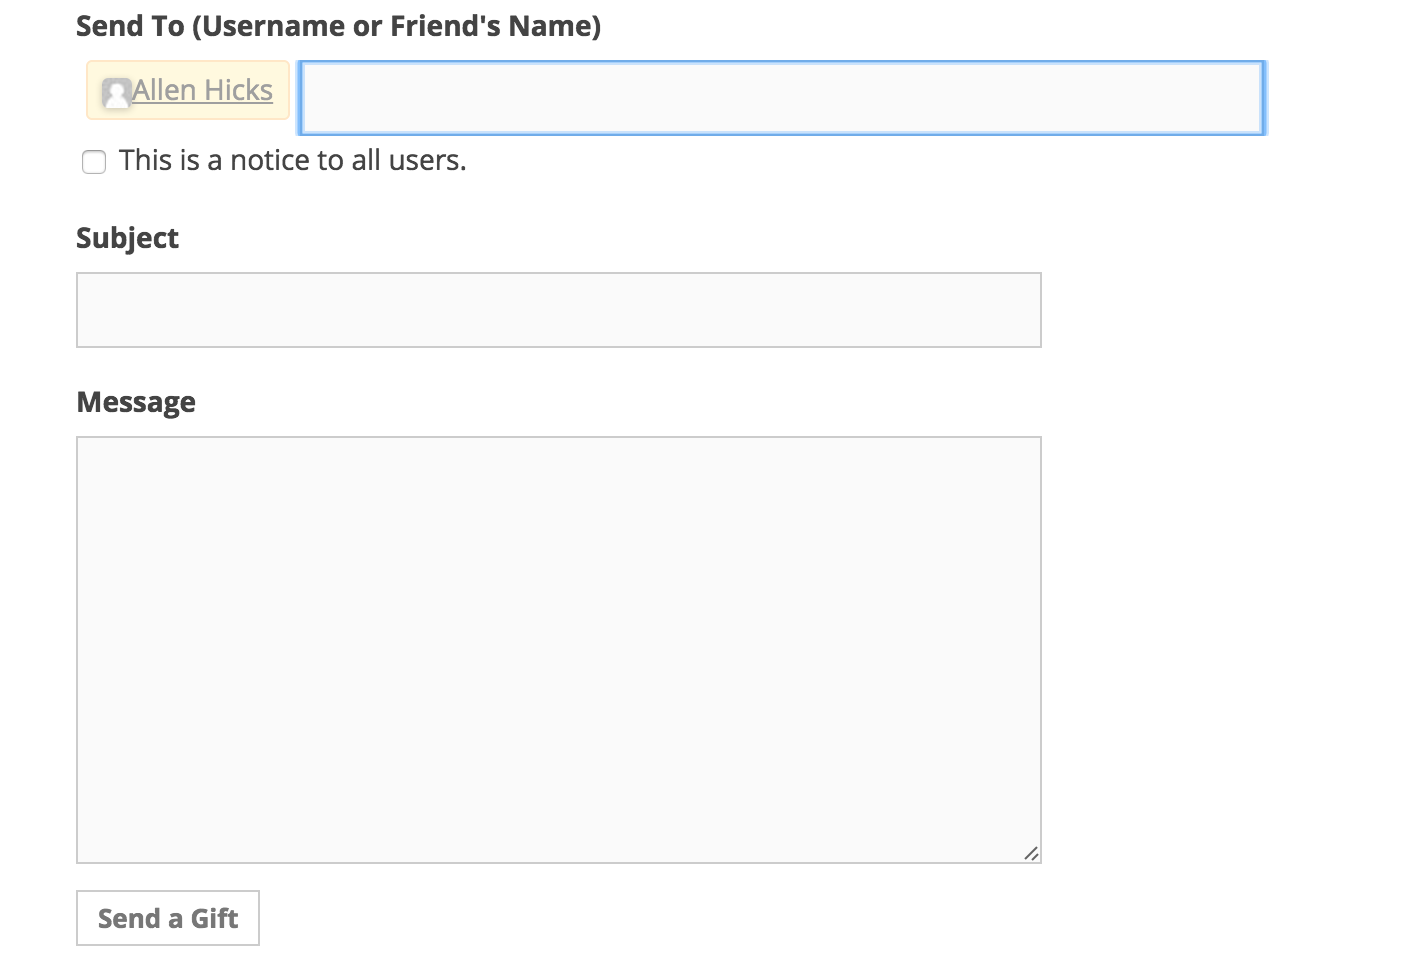 Send To (Username or Friend's Name)
Allen Hicks
This is a notice to all users.
Subject
Message
Send a Gift